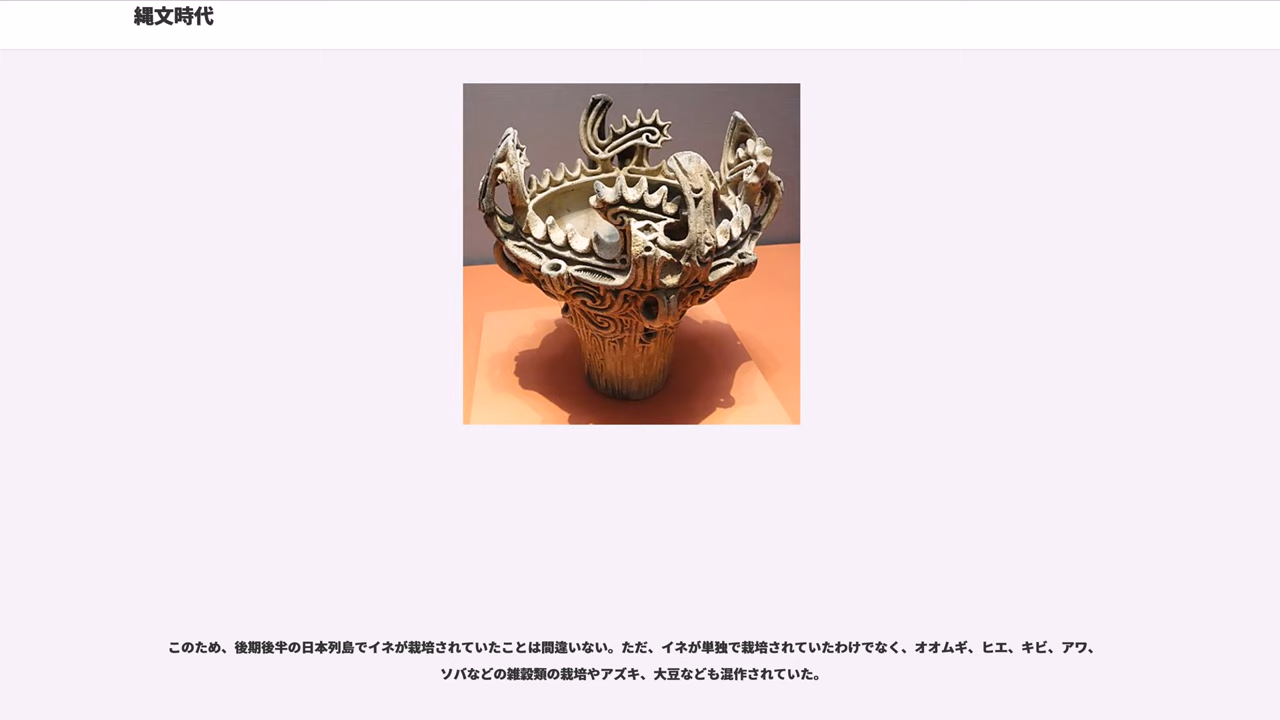 縄文時代
このため、後期後半の日本列島でイネが栽培されていたことは間違いない。ただ、イネが単独で栽培されていたわけでなく、オオムギ、ヒエ、キビ、アワ、
ソバなどの雑穀類の栽培やアズキ、大豆なども混作されていた。